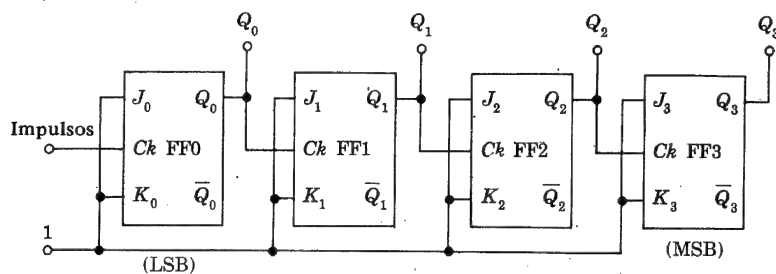 Q₀ Q₁ Q₂ Q₃
J₀ Q₀ J₁ Q₁ J₂ Q₂ J₃ Q₃
Impulsos
Ck FF0 Ck FF1 Ck FF2 Ck FF3
K₀ Q̅₀ K₁ Q̅₁ K₂ Q̅₂ K₃ Q̅₃
1
(LSB) (MSB)